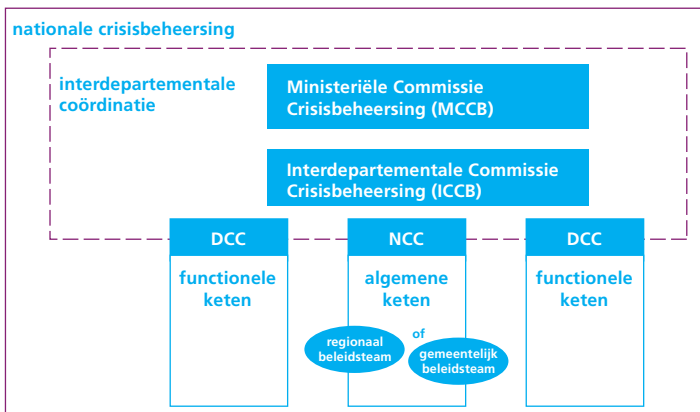 nationale crisisbeheersing
interdepartementale
coördinatie
Ministeriële Commissie
Crisisbeheersing (MCCB)
Interdepartementale Commissie
Crisisbeheersing (ICCB)
DCC
NCC
DCC
functionele
keten
algemene
keten
functionele
keten
regionaal
beleidsteam
of
gemeentelijk
beleidsteam